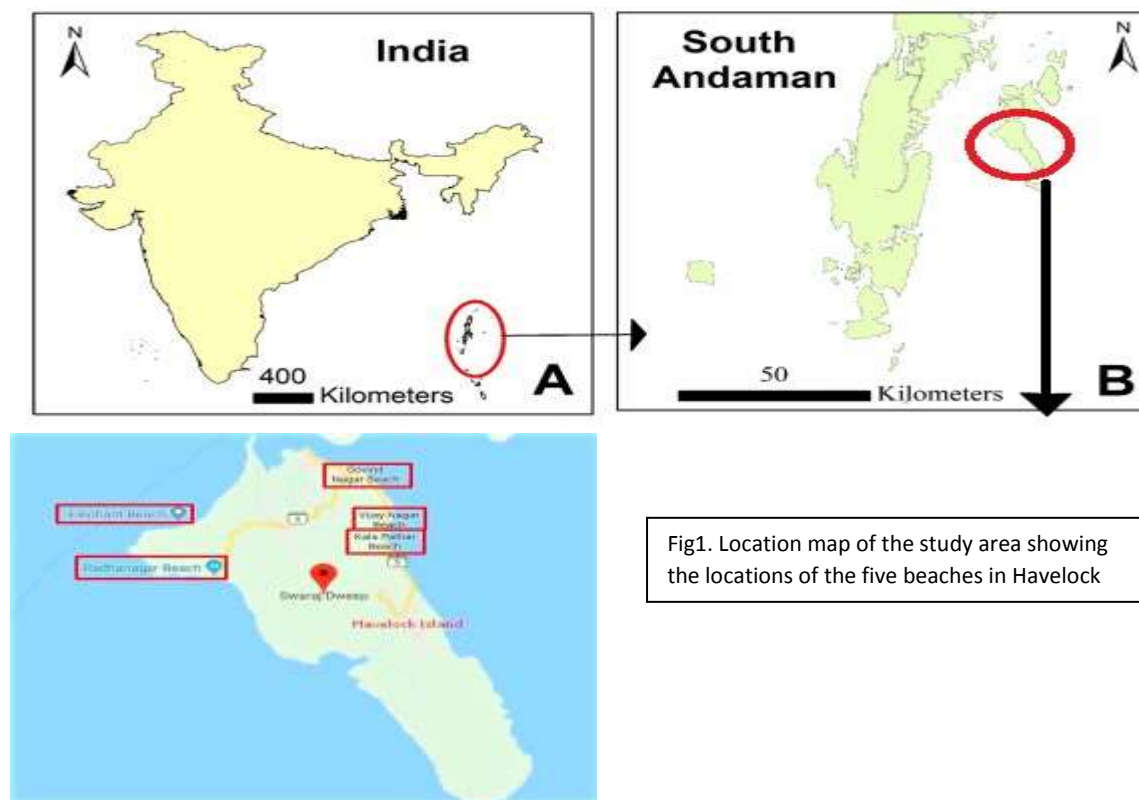 N
India
400
Kilometers
A
South
Andaman
N
50
Kilometers
B
Govind
Nagar Beach
Elephant Beach
Vijay Nagar
Beach
Kala Pathar
Beach
Radhanagar Beach
Swaraj Dweep
Havelock Island
Fig1. Location map of the study area showing
the locations of the five beaches in Havelock